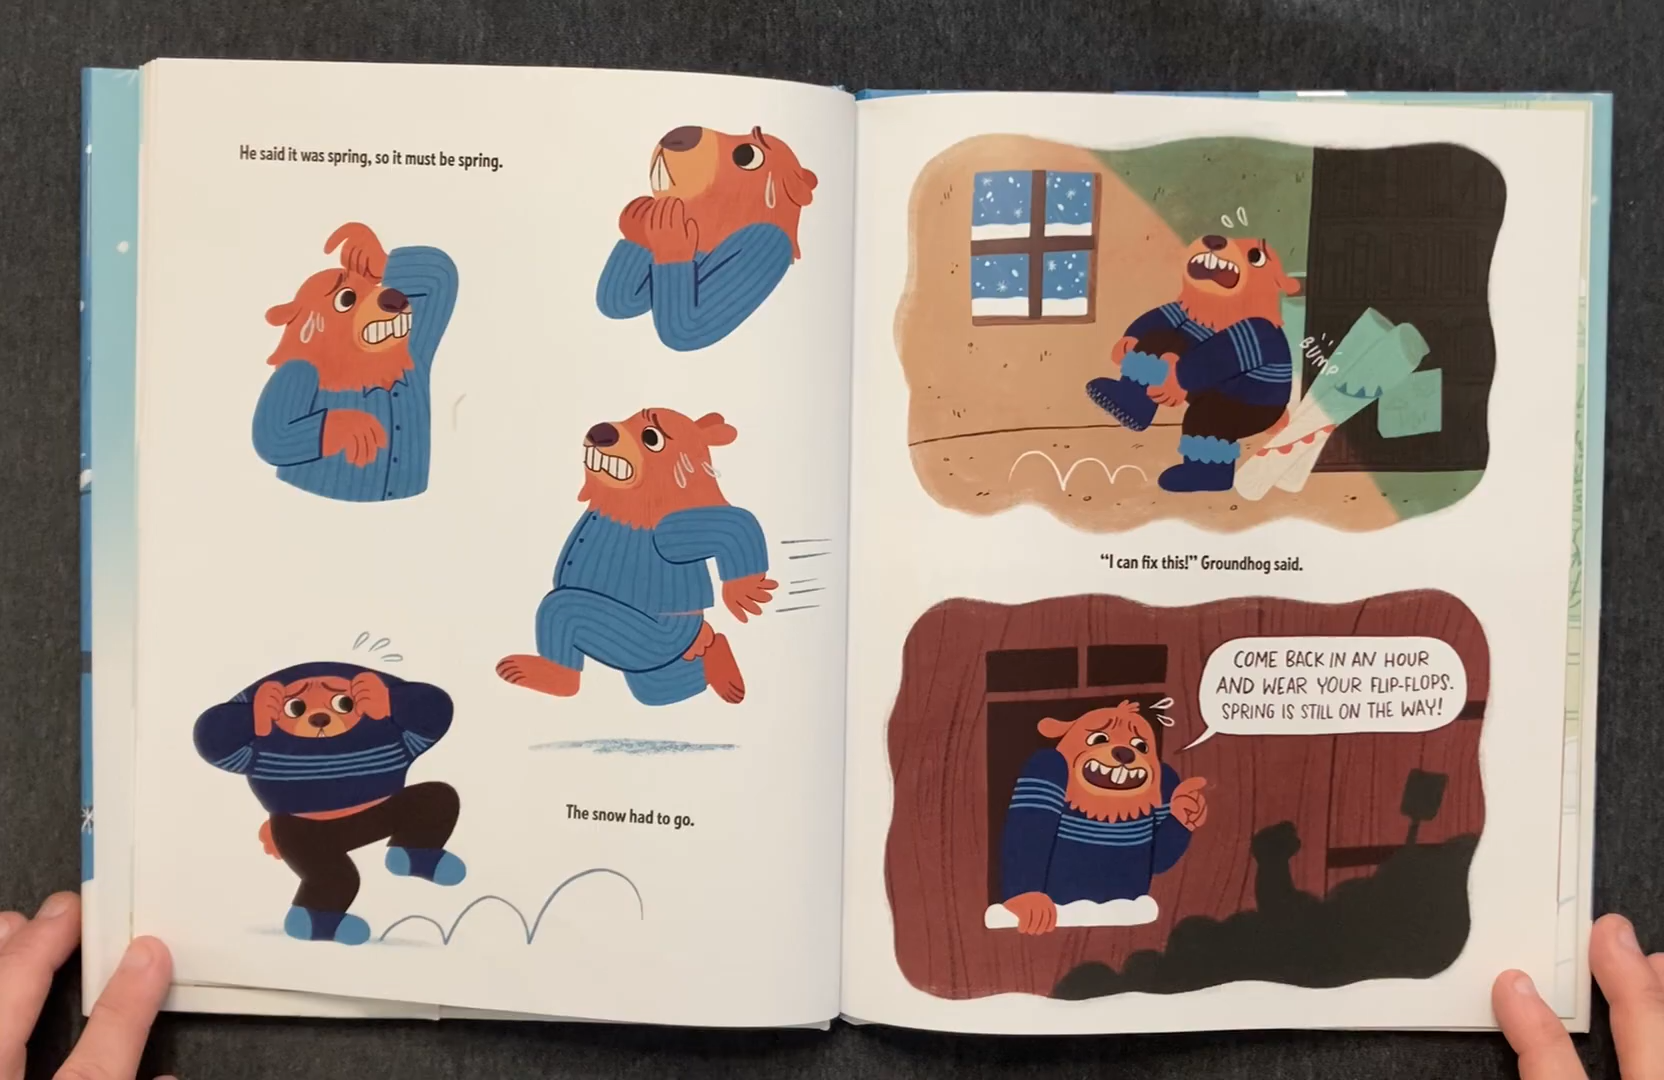 He said it was spring, so it must be spring.
The snow had to go.
BUMP
“I can fix this!” Groundhog said.
COME BACK IN AN HOUR
AND WEAR YOUR FLIP-FLOPS.
SPRING IS STILL ON THE WAY!